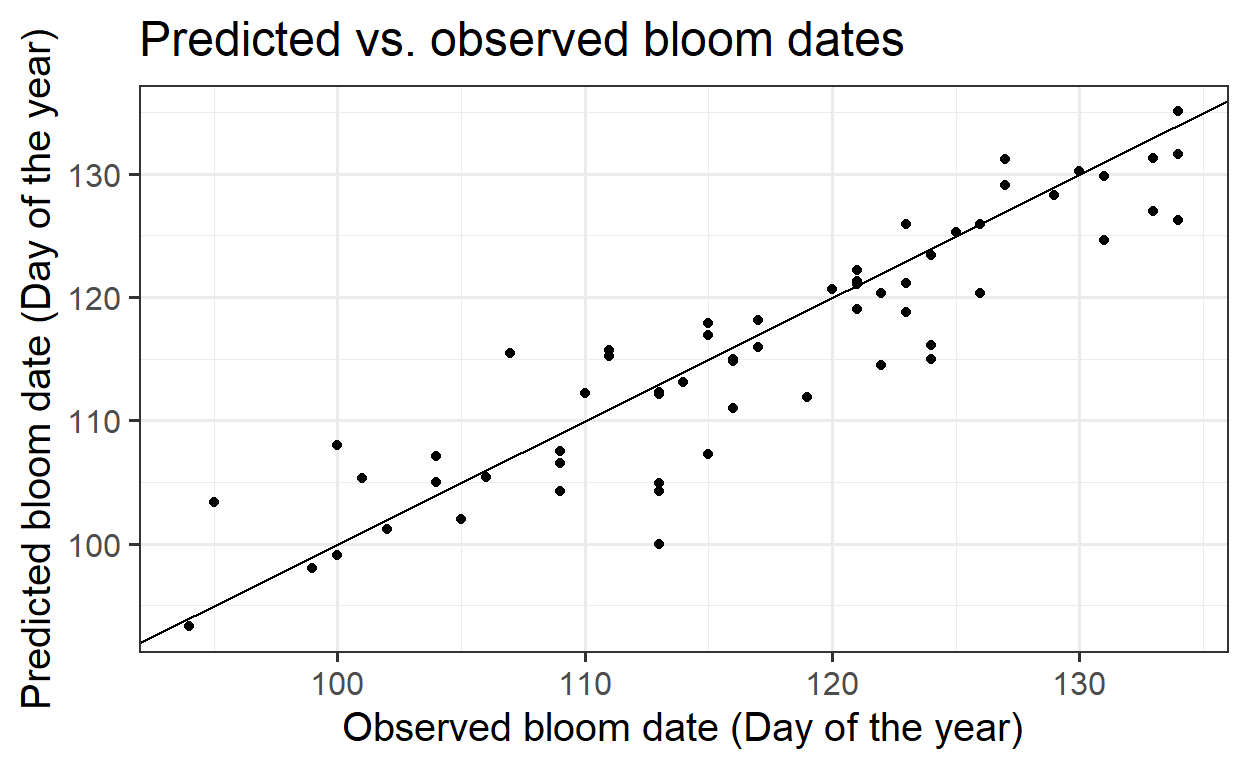 Predicted vs. observed bloom dates
Predicted bloom date (Day of the year)
130
120
110
100
100 110 120 130
Observed bloom date (Day of the year)